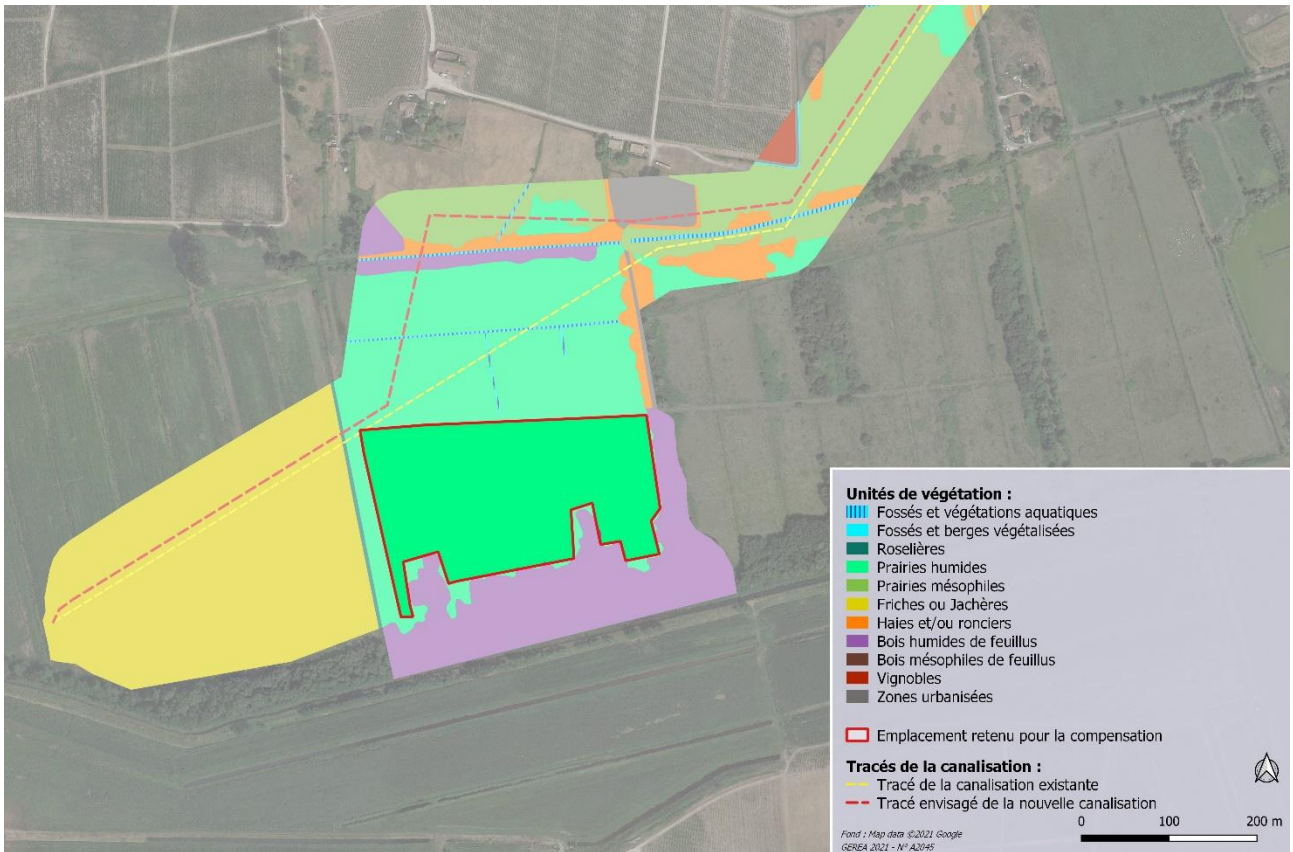 Unités de végétation :
Fossés et végétations aquatiques
Fossés et berges végétalisées
Roselières
Prairies humides
Prairies mésophiles
Friches ou Jachères
Haies et/ou ronciers
Bois humides de feuillus
Bois mésophiles de feuillus
Vignobles
Zones urbanisées
Emplacement retenu pour la compensation
Tracés de la canalisation :
Tracé de la canalisation existante
Tracé envisagé de la nouvelle canalisation
0 100 200 m
Fond : Map data ©2021 Google
GEREA 2021 - N° A2045